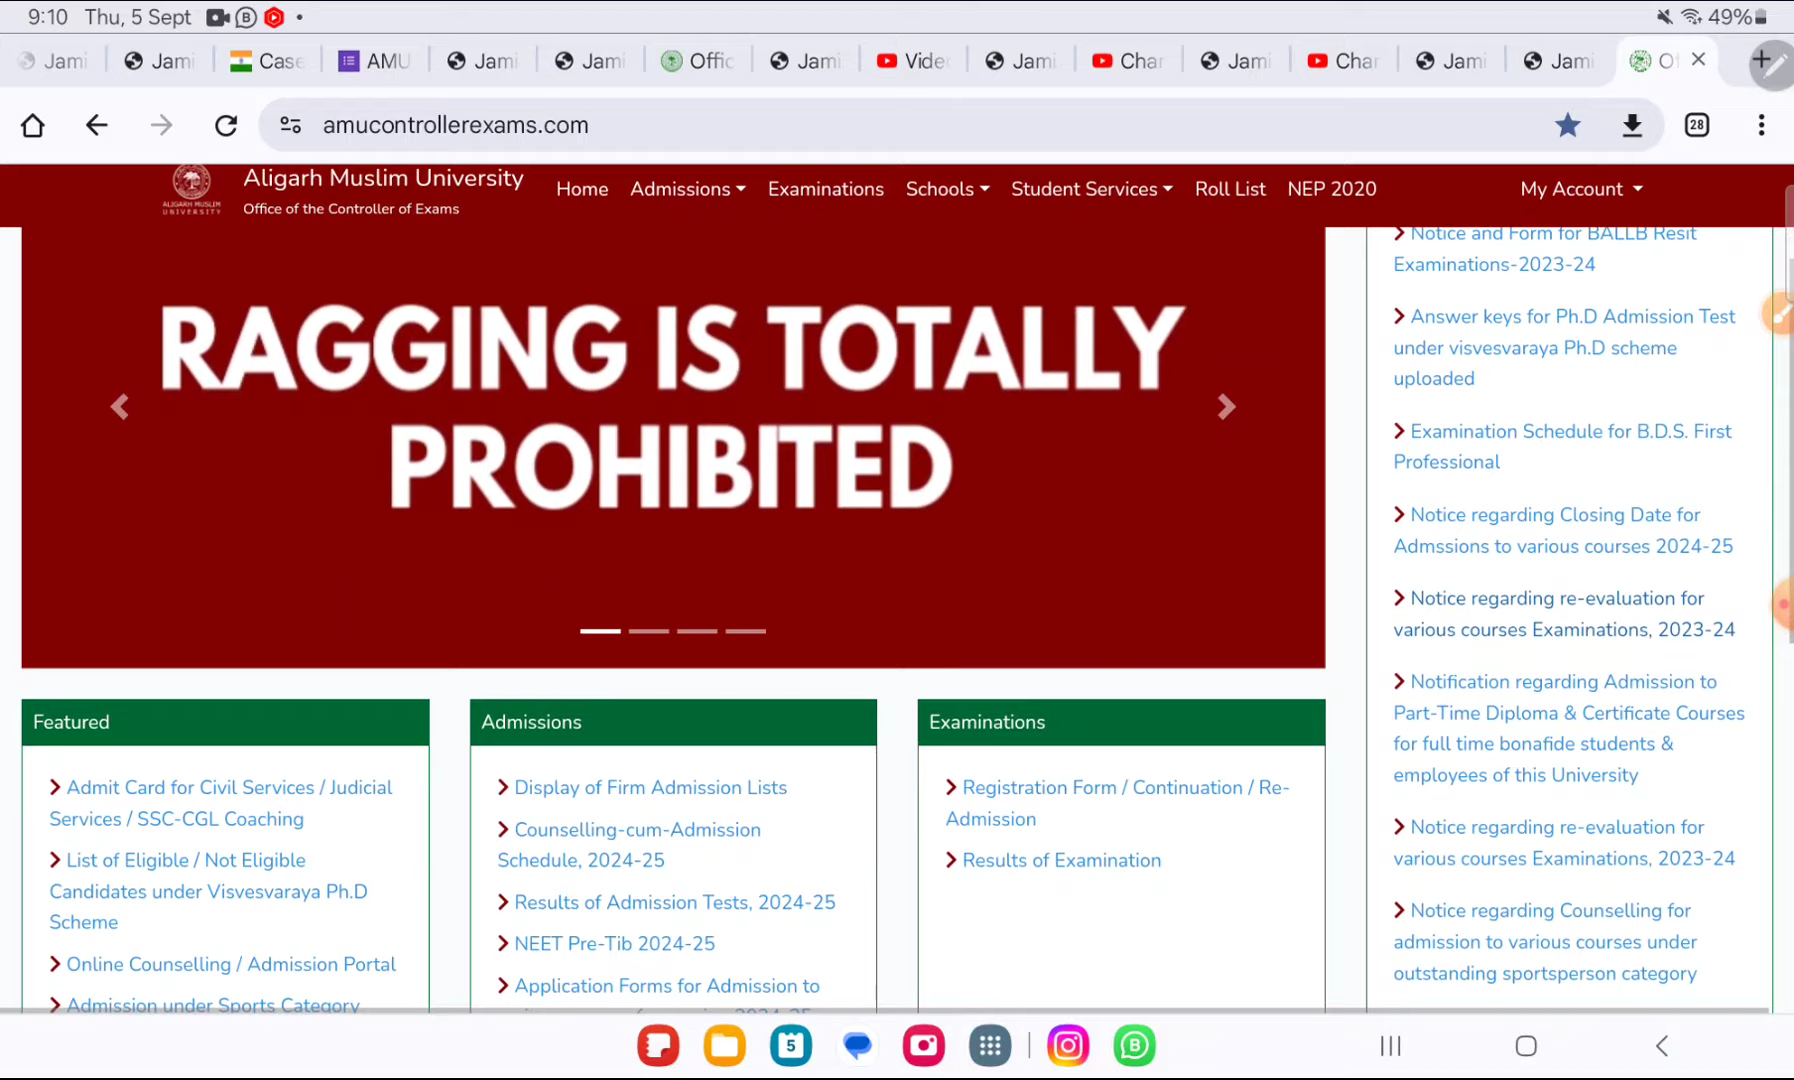 9:10 Thu, 5 Sept
49%
Jami
Jami
Case
AMU
Jami
Jami
Offic
Jami
Video
Jami
Char
Jami
Char
Jami
Jami
Of
amucontrollerexams.com
28
ALIGARH MUSLIM
UNIVERSITY
Aligarh Muslim University
Office of the Controller of Exams
Home
Admissions
Examinations
Schools
Student Services
Roll List
NEP 2020
My Account
RAGGING IS TOTALLY
PROHIBITED
Notice and Form for BALLB Resit
Examinations-2023-24
Answer keys for Ph.D Admission Test
under visvesvaraya Ph.D scheme
uploaded
Examination Schedule for B.D.S. First
Professional
Notice regarding Closing Date for
Admssions to various courses 2024-25
Notice regarding re-evaluation for
various courses Examinations, 2023-24
Notification regarding Admission to
Part-Time Diploma & Certificate Courses
for full time bonafide students &
employees of this University
Notice regarding re-evaluation for
various courses Examinations, 2023-24
Notice regarding Counselling for
admission to various courses under
outstanding sportsperson category
Featured
Admit Card for Civil Services / Judicial
Services / SSC-CGL Coaching
List of Eligible / Not Eligible
Candidates under Visvesvaraya Ph.D
Scheme
Online Counselling / Admission Portal
Admission under Sports Category
Admissions
Display of Firm Admission Lists
Counselling-cum-Admission
Schedule, 2024-25
Results of Admission Tests, 2024-25
NEET Pre-Tib 2024-25
Application Forms for Admission to
Examinations
Registration Form / Continuation / Re-
Admission
Results of Examination
5